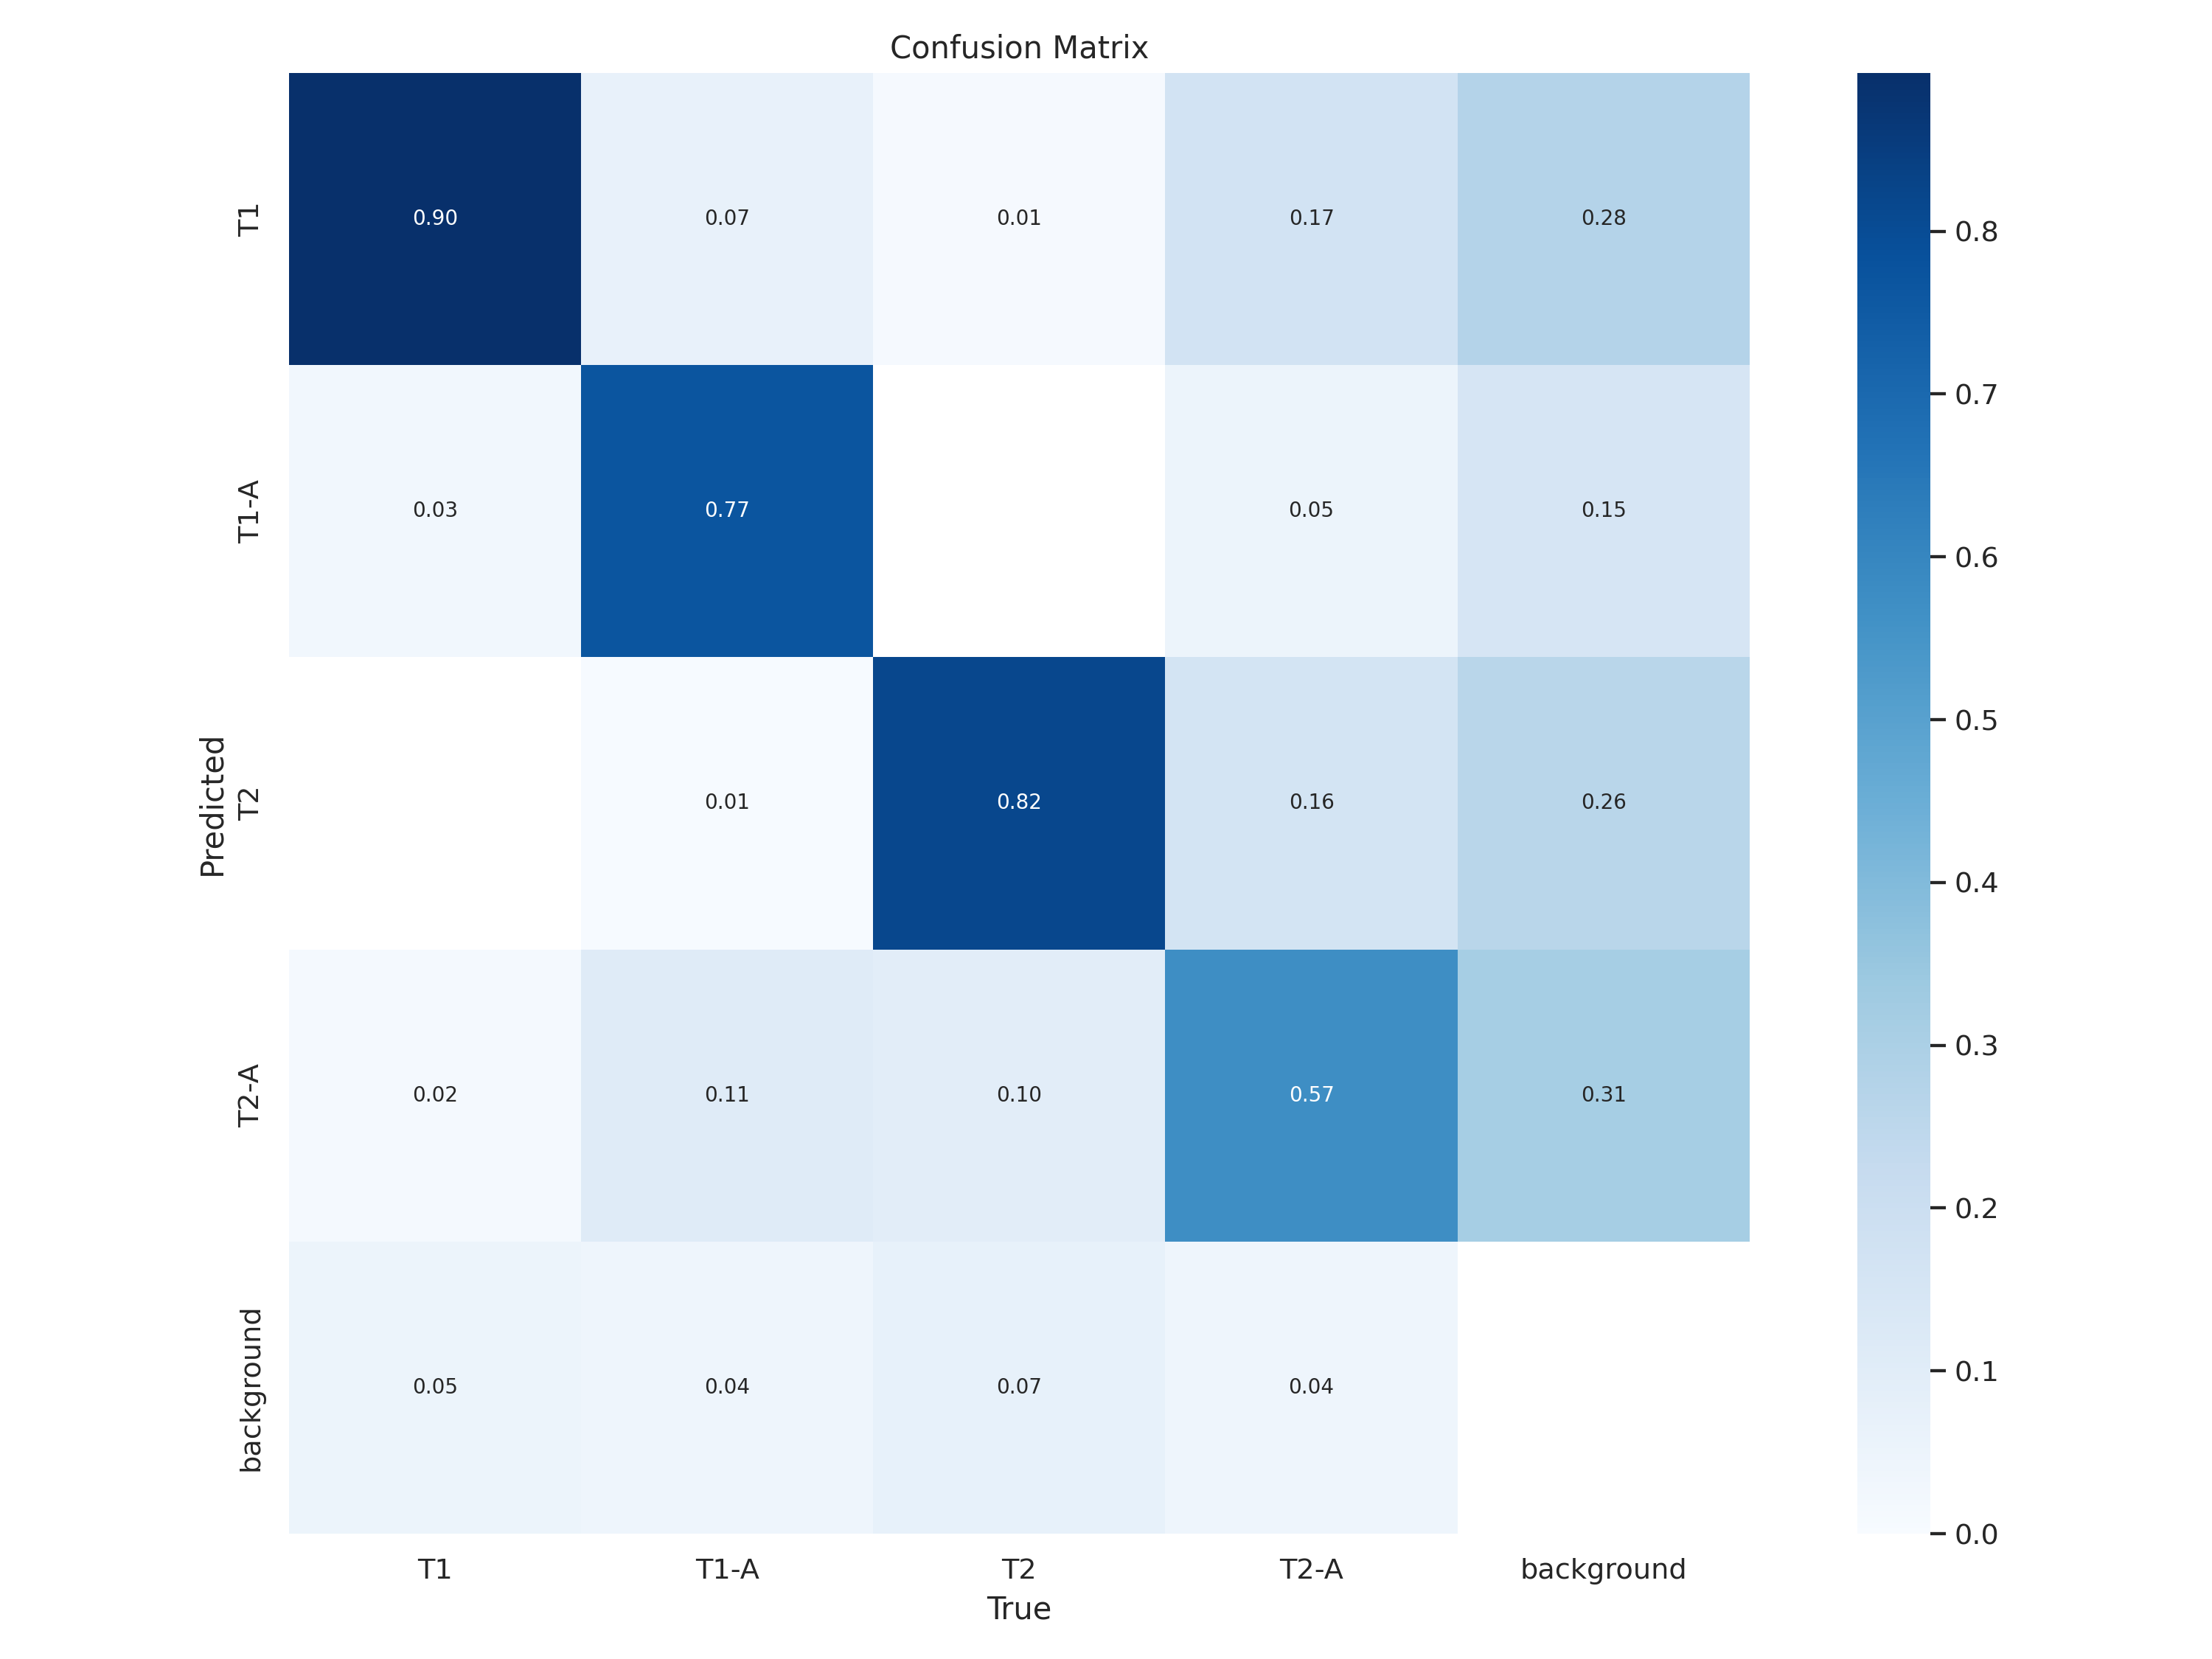 Confusion Matrix
T1 0.90 0.07 0.01 0.17 0.28
T1-A 0.03 0.77 0.05 0.15
T2 0.01 0.82 0.16 0.26
T2-A 0.02 0.11 0.10 0.57 0.31
background 0.05 0.04 0.07 0.04
Predicted
T1 T1-A T2 T2-A background
True
0.8
0.7
0.6
0.5
0.4
0.3
0.2
0.1
0.0